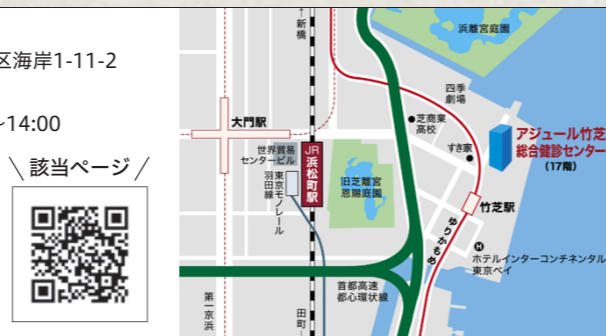 区海岸1-11-2
~14:00
該当ページ
←新橋
浜離宮庭園
四季
劇場
大門駅
芝商業
高校
アジュール竹芝
総合健診センター
(17階)
すき家
世界貿易
センタービル
JR
浜松町駅
東京モノレール
羽田線
旧芝離宮
恩賜庭園
竹芝駅
ゆりかもめ
H
ホテルインターコンチネンタル
東京ベイ
首都高速
都心環状線
第一京浜
田町